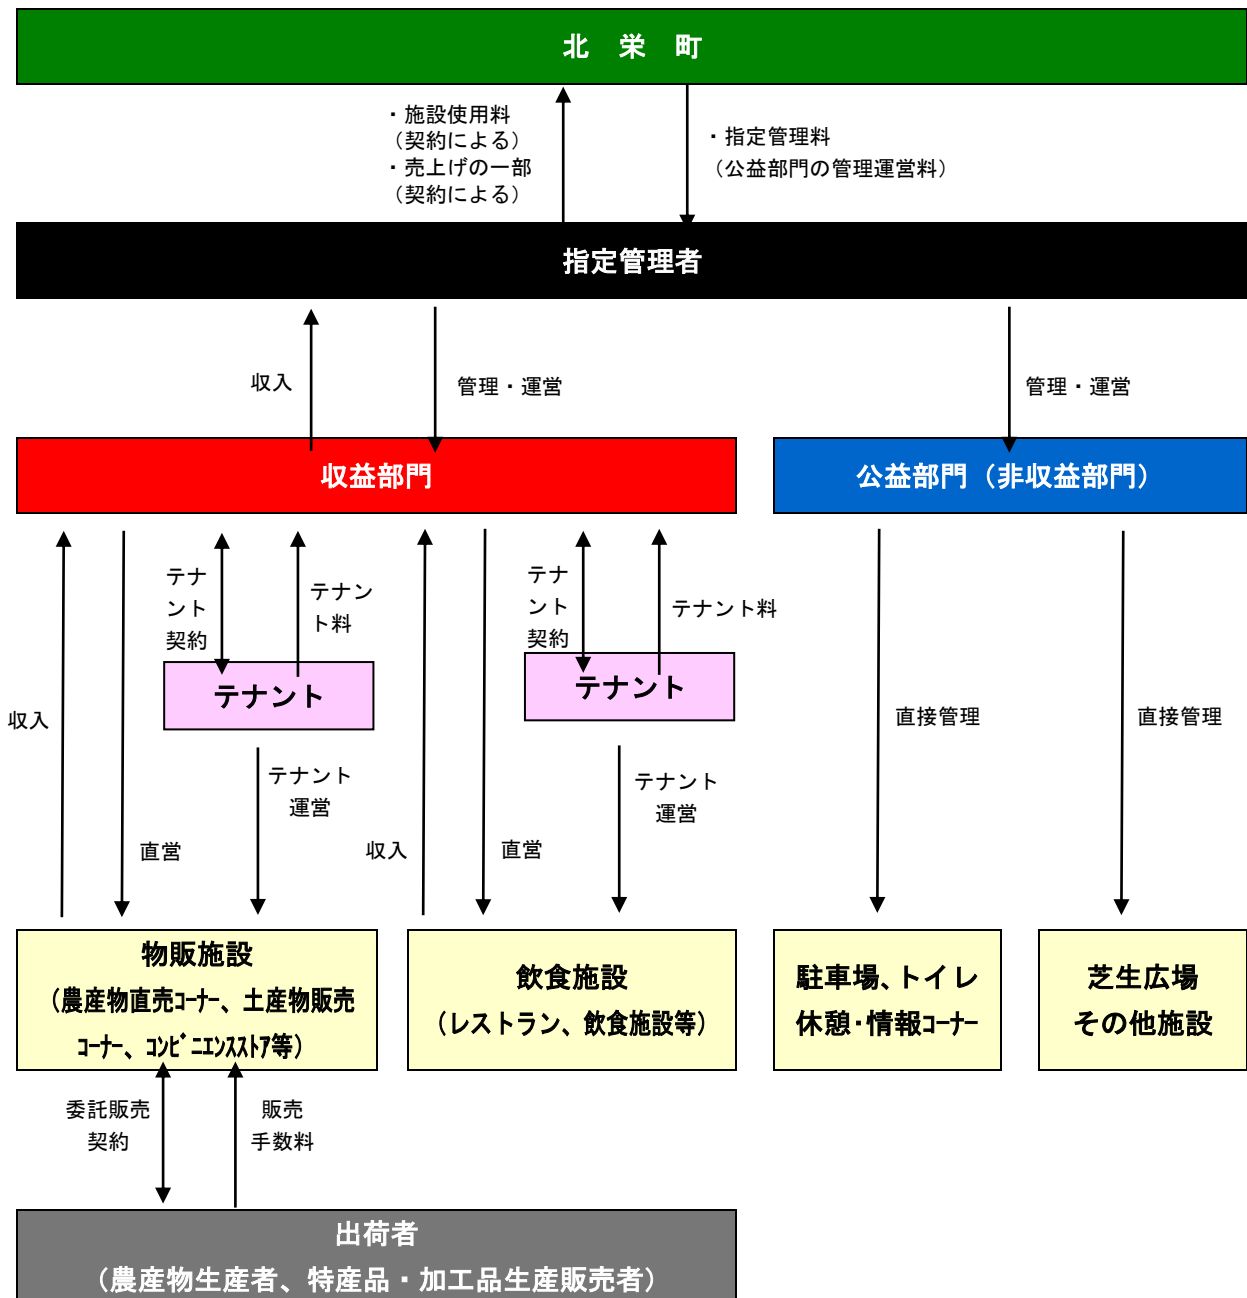 北　栄　町
・施設使用料
（契約による）
・売上げの一部
（契約による）
・指定管理料
（公益部門の管理運営料）
指定管理者
収入
管理・運営
管理・運営
収益部門
公益部門（非収益部門）
テナ
ント
契約
テナン
ト料
テナ
ント
契約
テナント料
テナント
テナント
収入
直接管理
直接管理
テナント
運営
テナント
運営
直営
収入
直営
物販施設
（農産物直売ｺｰﾅｰ、土産物販売
ｺｰﾅｰ、ｺﾝﾋﾞﾆｴﾝｽｽﾄｱ等）
飲食施設
（レストラン、飲食施設等）
駐車場、トイレ
休憩・情報ｺｰﾅｰ
芝生広場
その他施設
委託販売
契約
販売
手数料
出荷者
（農産物生産者、特産品・加工品生産販売者）